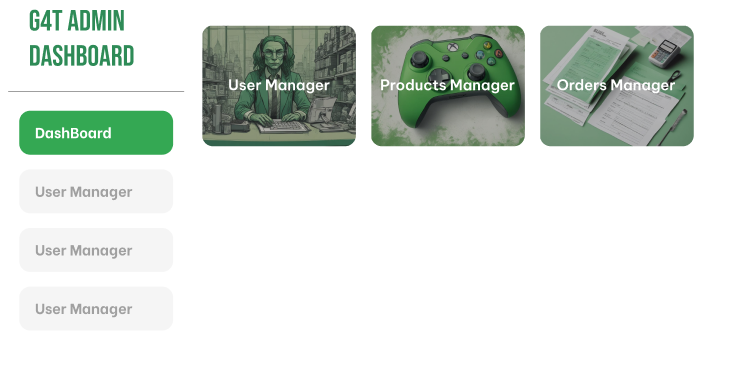 G4T ADMIN
DASHBOARD
DashBoard
User Manager
User Manager
User Manager
User Manager
Products Manager
Orders Manager